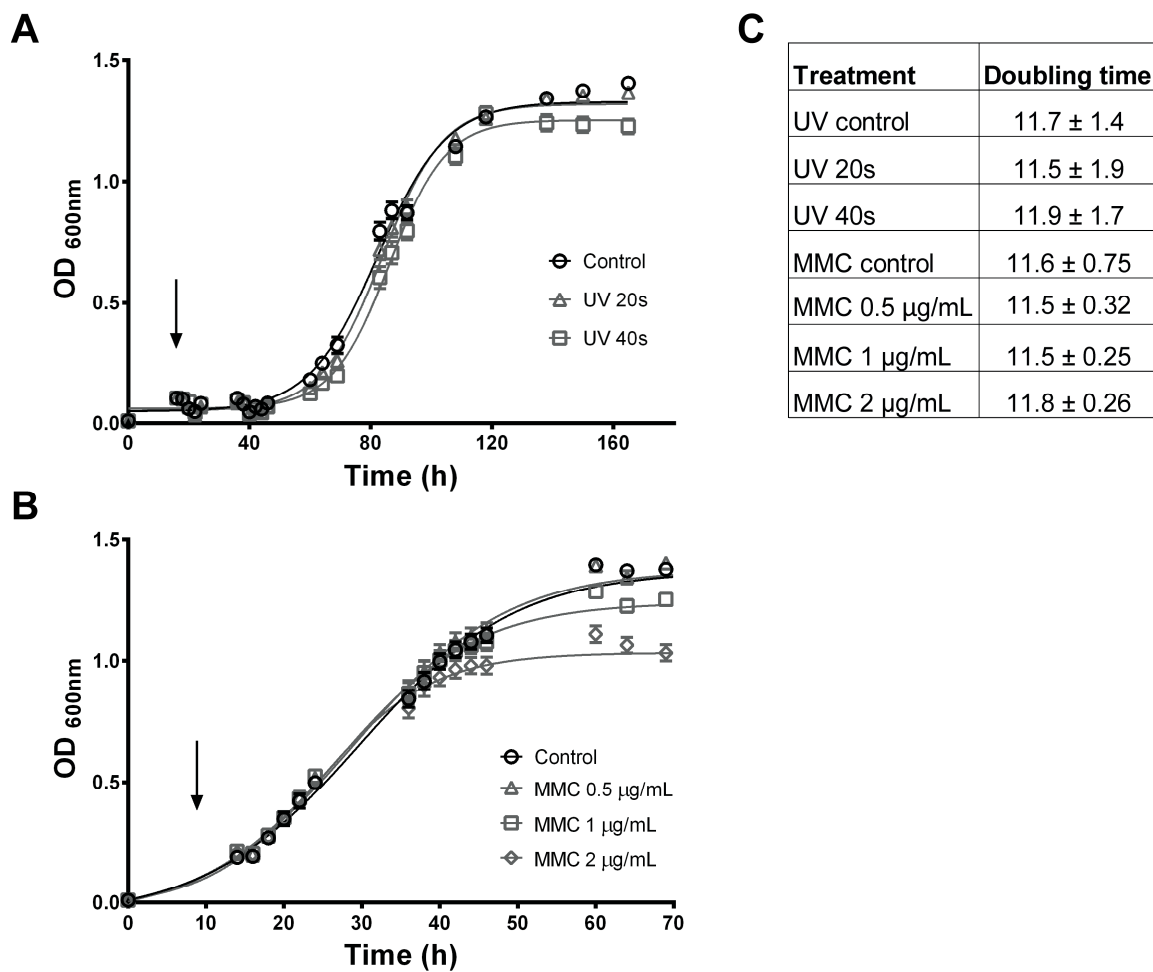 A
1.5
1.0
0.5
0.0
OD 600nm
0 40 80 120 160
Time (h)
Control
UV 20s
UV 40s
B
1.5
1.0
0.5
0.0
OD 600nm
0 10 20 30 40 50 60 70
Time (h)
Control
MMC 0.5 μg/mL
MMC 1 μg/mL
MMC 2 μg/mL
C
Treatment Doubling time
UV control 11.7 ± 1.4
UV 20s 11.5 ± 1.9
UV 40s 11.9 ± 1.7
MMC control 11.6 ± 0.75
MMC 0.5 µg/mL 11.5 ± 0.32
MMC 1 µg/mL 11.5 ± 0.25
MMC 2 µg/mL 11.8 ± 0.26